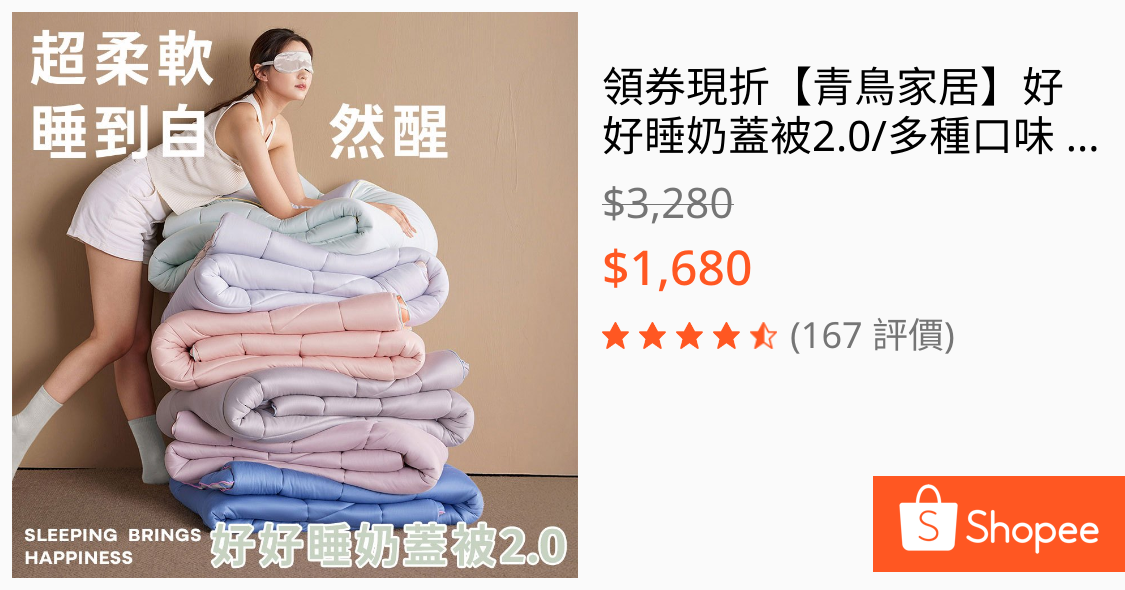 超柔軟
睡到自然醒
SLEEPING BRINGS
HAPPINESS
好好睡奶蓋被2.0
領券現折【青鳥家居】好
好睡奶蓋被2.0/多種口味 ...
$3,280
$1,680
(167 評價)
S Shopee